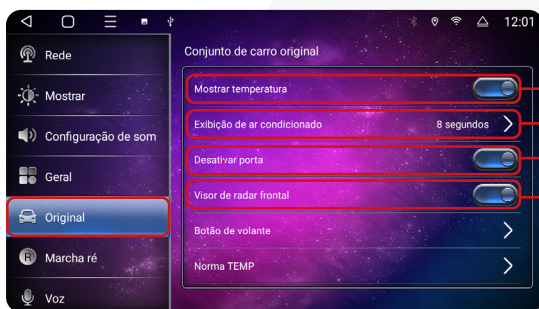 12:01
Rede
Mostrar
Configuração de som
Geral
Original
R Marcha ré
Voz
Conjunto de carro original
Mostrar temperatura
Exibição de ar condicionado 8 segundos
Desativar porta
Visor de radar frontal
Botão de volante
Norma TEMP